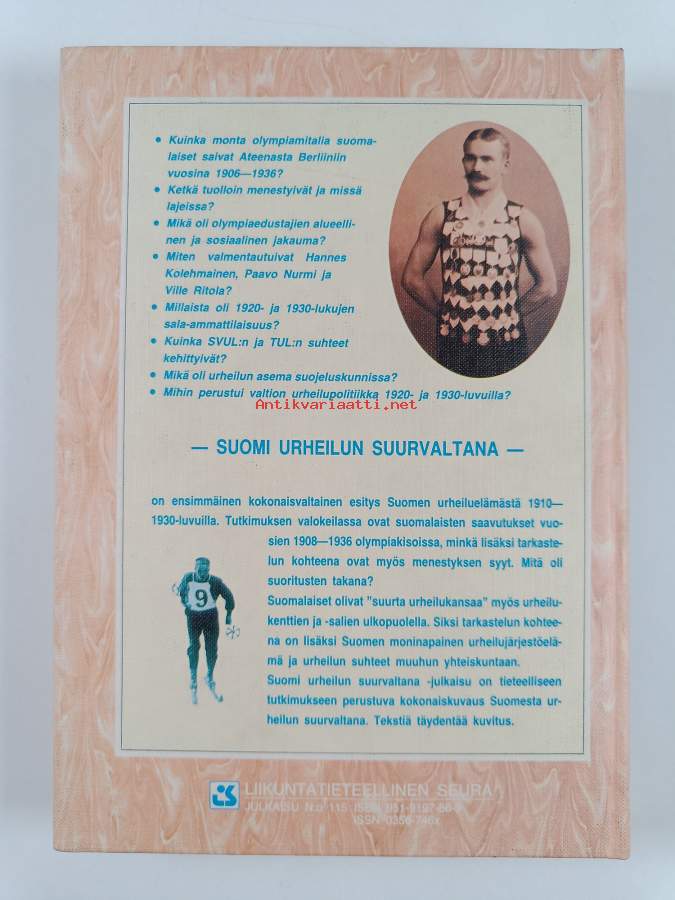 • Kuinka monta olympiamitalia suoma-
laiset saivat Ateenasta Berliiniin
vuosina 1906—1936?
• Ketkä tuolloin menestyivät ja missä
lajeissa?
• Mikä oli olympiaedustajien alueelli-
nen ja sosiaalinen jakauma?
• Miten valmentautuivat Hannes
Kolehmainen, Paavo Nurmi ja
Ville Ritola?
• Millaista oli 1920- ja 1930-lukujen
sala-ammattilaisuus?
• Kuinka SVUL:n ja TUL:n suhteet
kehittyivät?
• Mikä oli urheilun asema suojeluskunnissa?
• Mihin perustui valtion urheilupolitiikka 1920- ja 1930-luvuilla?
Antikvariaatti.net
— SUOMI URHEILUN SUURVALTANA —
on ensimmäinen kokonaisvaltainen esitys Suomen urheiluelämästä 1910—
1930-luvuilla. Tutkimuksen valokeilassa ovat suomalaisten saavutukset vuo-
sien 1908—1936 olympiakisoissa, minkä lisäksi tarkaste-
lun kohteena ovat myös menestyksen syyt. Mitä oli
suoritusten takana?
Suomalaiset olivat "suurta urheilukansaa" myös urheilu-
kenttien ja -salien ulkopuolella. Siksi tarkastelun kohtee-
na on lisäksi Suomen moninapainen urheilujärjestöelä-
mä ja urheilun suhteet muuhun yhteiskuntaan.
Suomi urheilun suurvaltana -julkaisu on tieteelliseen
tutkimukseen perustuva kokonaiskuvaus Suomesta ur-
heilun suurvaltana. Tekstiä täydentää kuvitus.
9
LIIKUNTATIETEELLINEN SEURA
JULKAISU N:o 115 ISBN
ISSN 0356-746x